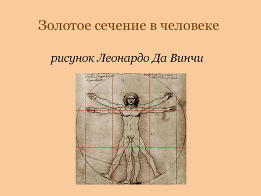 Золотое сечение в человеке
рисунок Леонардо Да Винчи